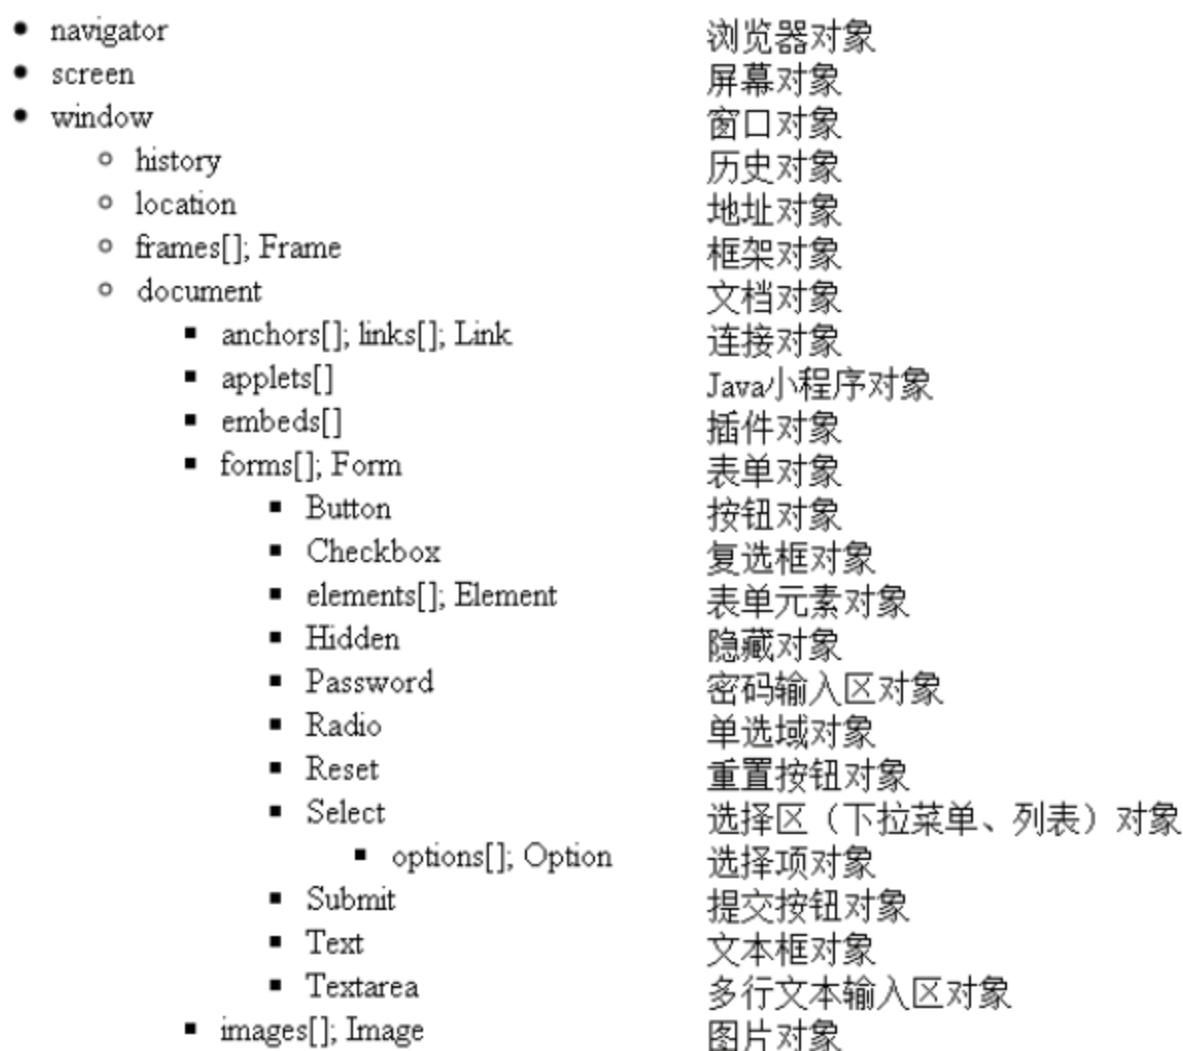 navigator 浏览器对象
screen 屏幕对象
window 窗口对象
history 历史对象
location 地址对象
frames[]; Frame 框架对象
document 文档对象
anchors[]; links[]; Link 连接对象
applets[] Java小程序对象
embeds[] 插件对象
forms[]; Form 表单对象
Button 按钮对象
Checkbox 复选框对象
elements[]; Element 表单元素对象
Hidden 隐藏对象
Password 密码输入区对象
Radio 单选域对象
Reset 重置按钮对象
Select 选择区（下拉菜单、列表）对象
options[]; Option 选择项对象
Submit 提交按钮对象
Text 文本框对象
Textarea 多行文本输入区对象
images[]; Image 图片对象